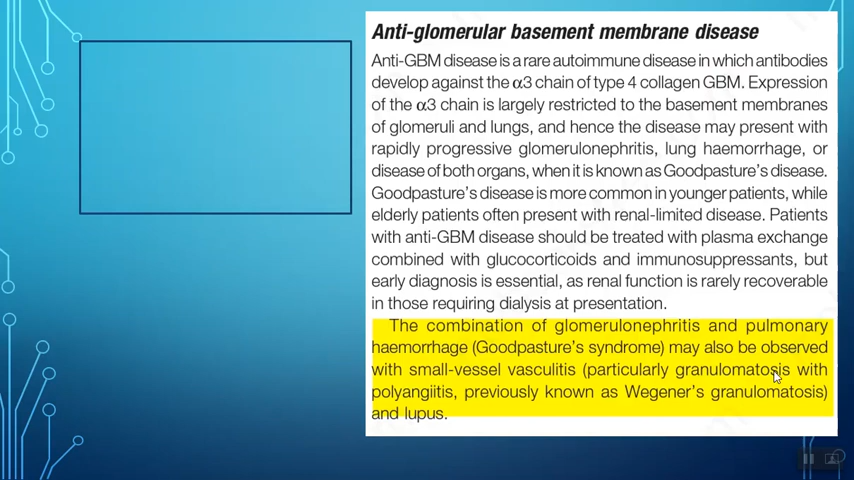 Anti-glomerular basement membrane disease
Anti-GBM disease is a rare autoimmune disease in which antibodies
develop against the α3 chain of type 4 collagen GBM. Expression
of the α3 chain is largely restricted to the basement membranes
of glomeruli and lungs, and hence the disease may present with
rapidly progressive glomerulonephritis, lung haemorrhage, or
disease of both organs, when it is known as Goodpasture's disease.
Goodpasture's disease is more common in younger patients, while
elderly patients often present with renal-limited disease. Patients
with anti-GBM disease should be treated with plasma exchange
combined with glucocorticoids and immunosuppressants, but
early diagnosis is essential, as renal function is rarely recoverable
in those requiring dialysis at presentation.
The combination of glomerulonephritis and pulmonary
haemorrhage (Goodpasture's syndrome) may also be observed
with small-vessel vasculitis (particularly granulomatosis with
polyangiitis, previously known as Wegener's granulomatosis)
and lupus.